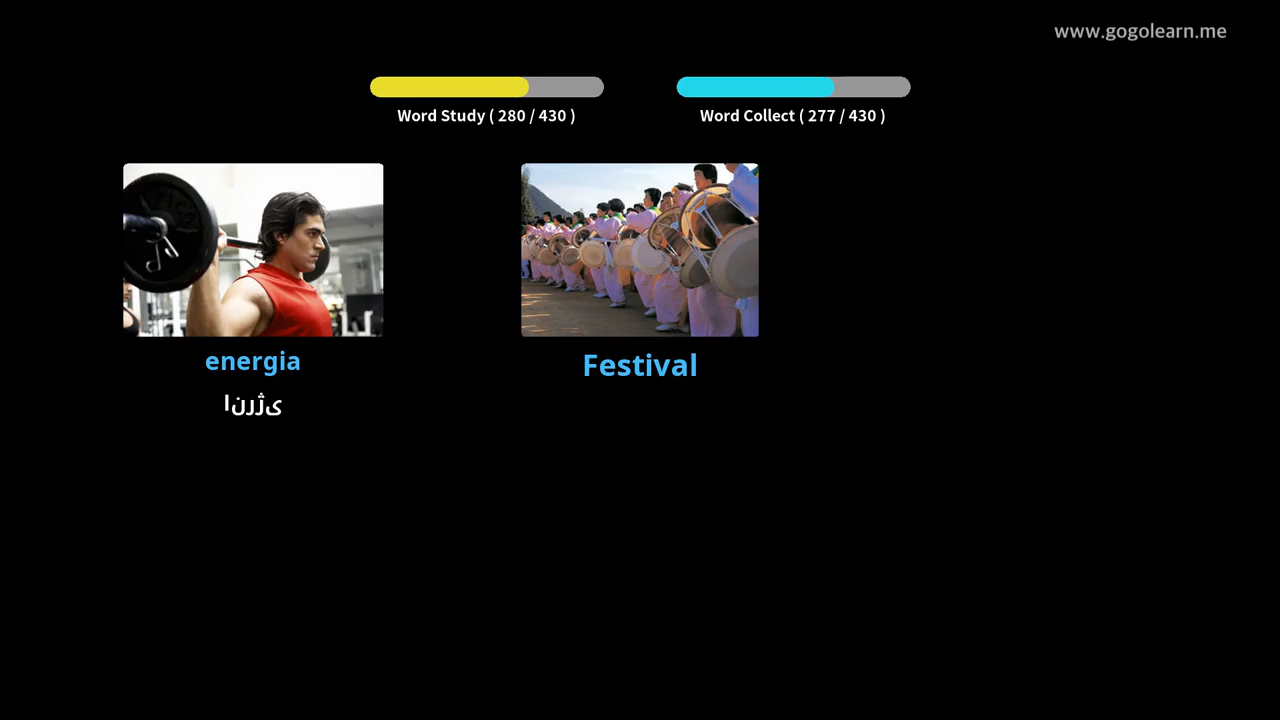 www.gogolearn.me
Word Study ( 280 / 430 )
Word Collect ( 277 / 430 )
energia
انرژی
Festival